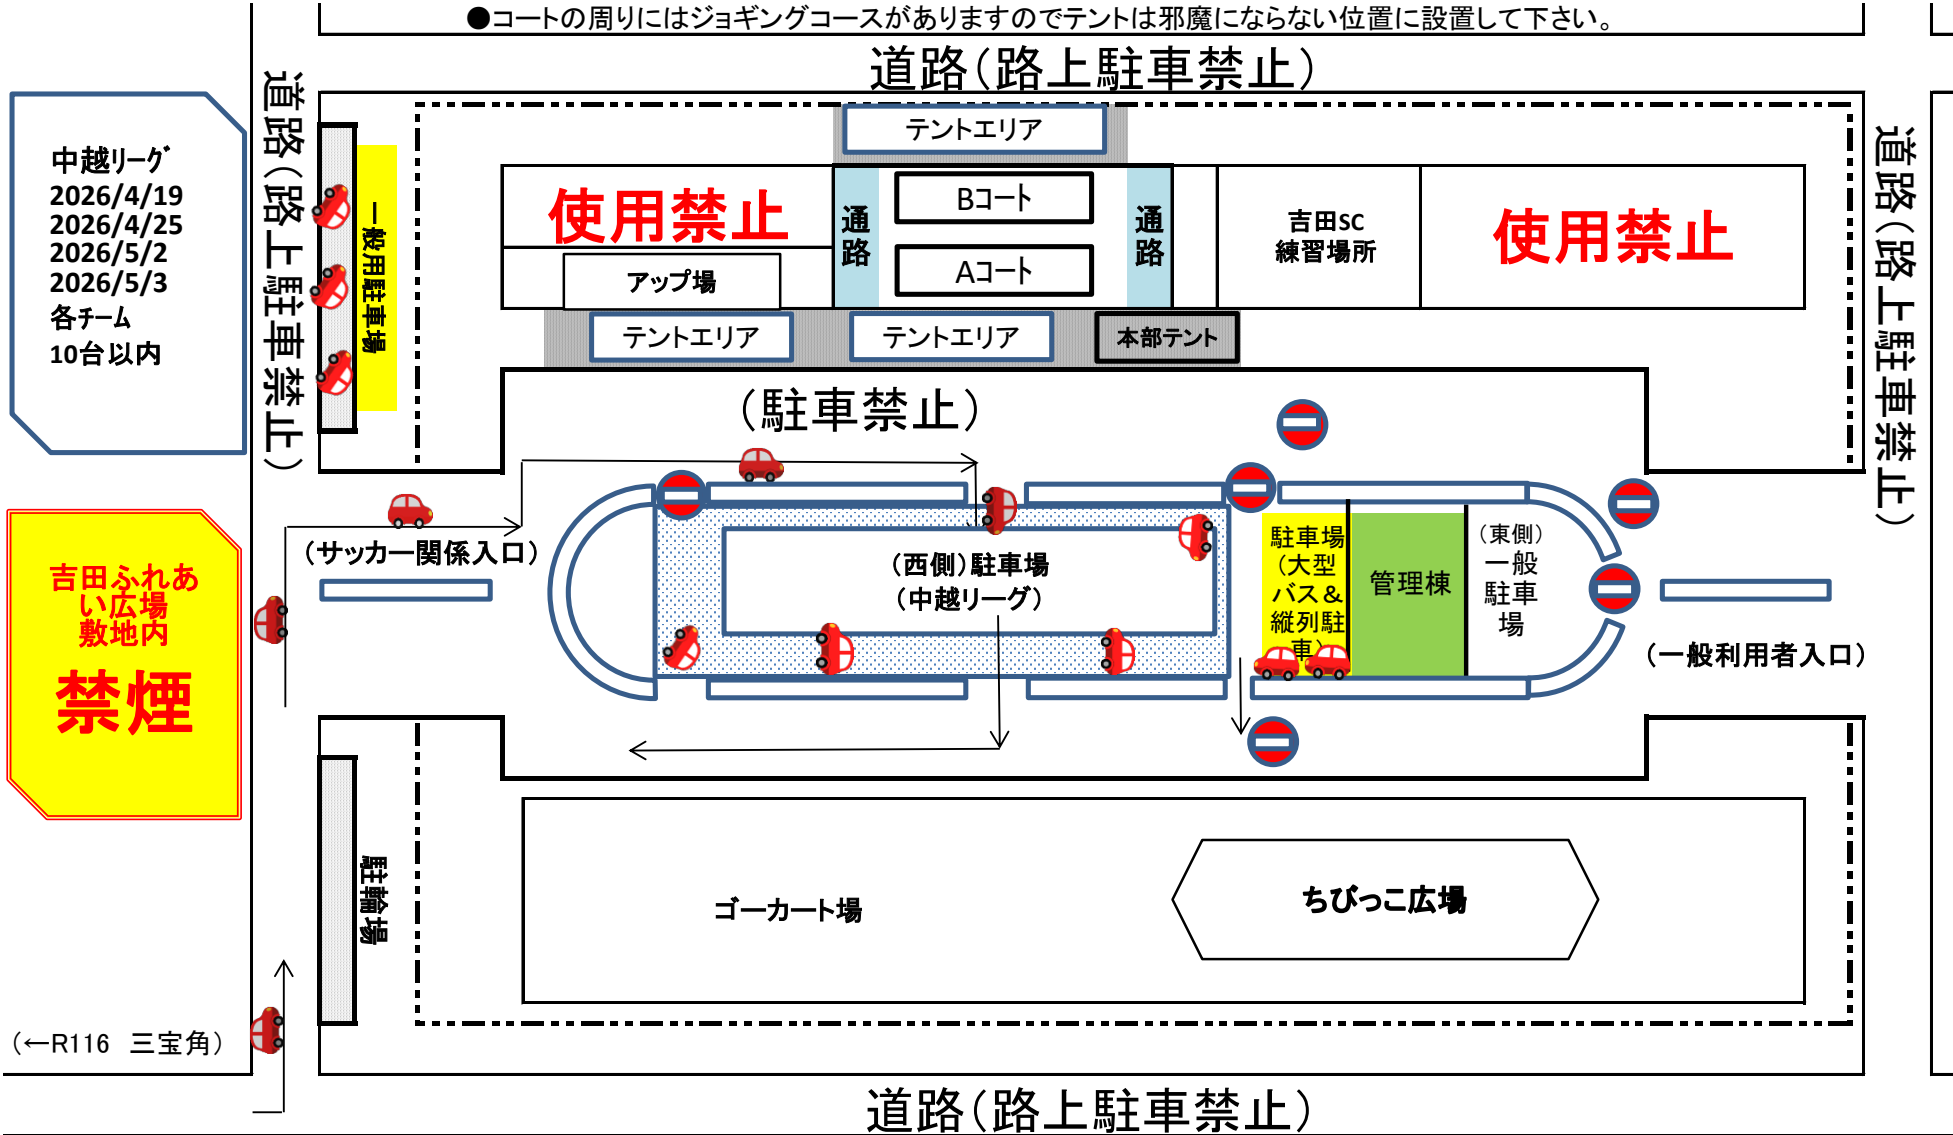 ●コートの周りにはジョギングコースがありますのでテントは邪魔にならない位置に設置して下さい。
道路(路上駐車禁止)
道路(路上駐車禁止)
道路(路上駐車禁止)
中越リーグ
2026/4/19
2026/4/25
2026/5/2
2026/5/3
各チーム
10台以内
一般用駐車場
テントエリア
使用禁止
通路
Bコート
Aコート
通路
吉田SC
練習場所
使用禁止
アップ場
テントエリア
テントエリア
本部テント
(駐車禁止)
(サッカー関係入口)
(西側)駐車場
(中越リーグ)
駐車場
(大型
バス&
縦列駐
車)
管理棟
(東側)
一般
駐車
場
(一般利用者入口)
吉田ふれあ
い広場
敷地内
禁煙
駐輪場
ゴーカート場
ちびっこ広場
(←R116 三宝角)
道路(路上駐車禁止)